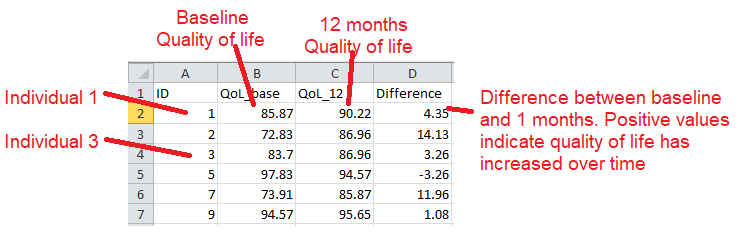 Baseline
Quality of life
12 months
Quality of life
A B C D
1 ID QoL_base QoL_12 Difference
2 1 85.87 90.22 4.35
3 2 72.83 86.96 14.13
4 3 83.7 86.96 3.26
5 5 97.83 94.57 -3.26
6 7 73.91 85.87 11.96
7 9 94.57 95.65 1.08
Individual 1
Individual 3
Difference between baseline
and 1 months. Positive values
indicate quality of life has
increased over time